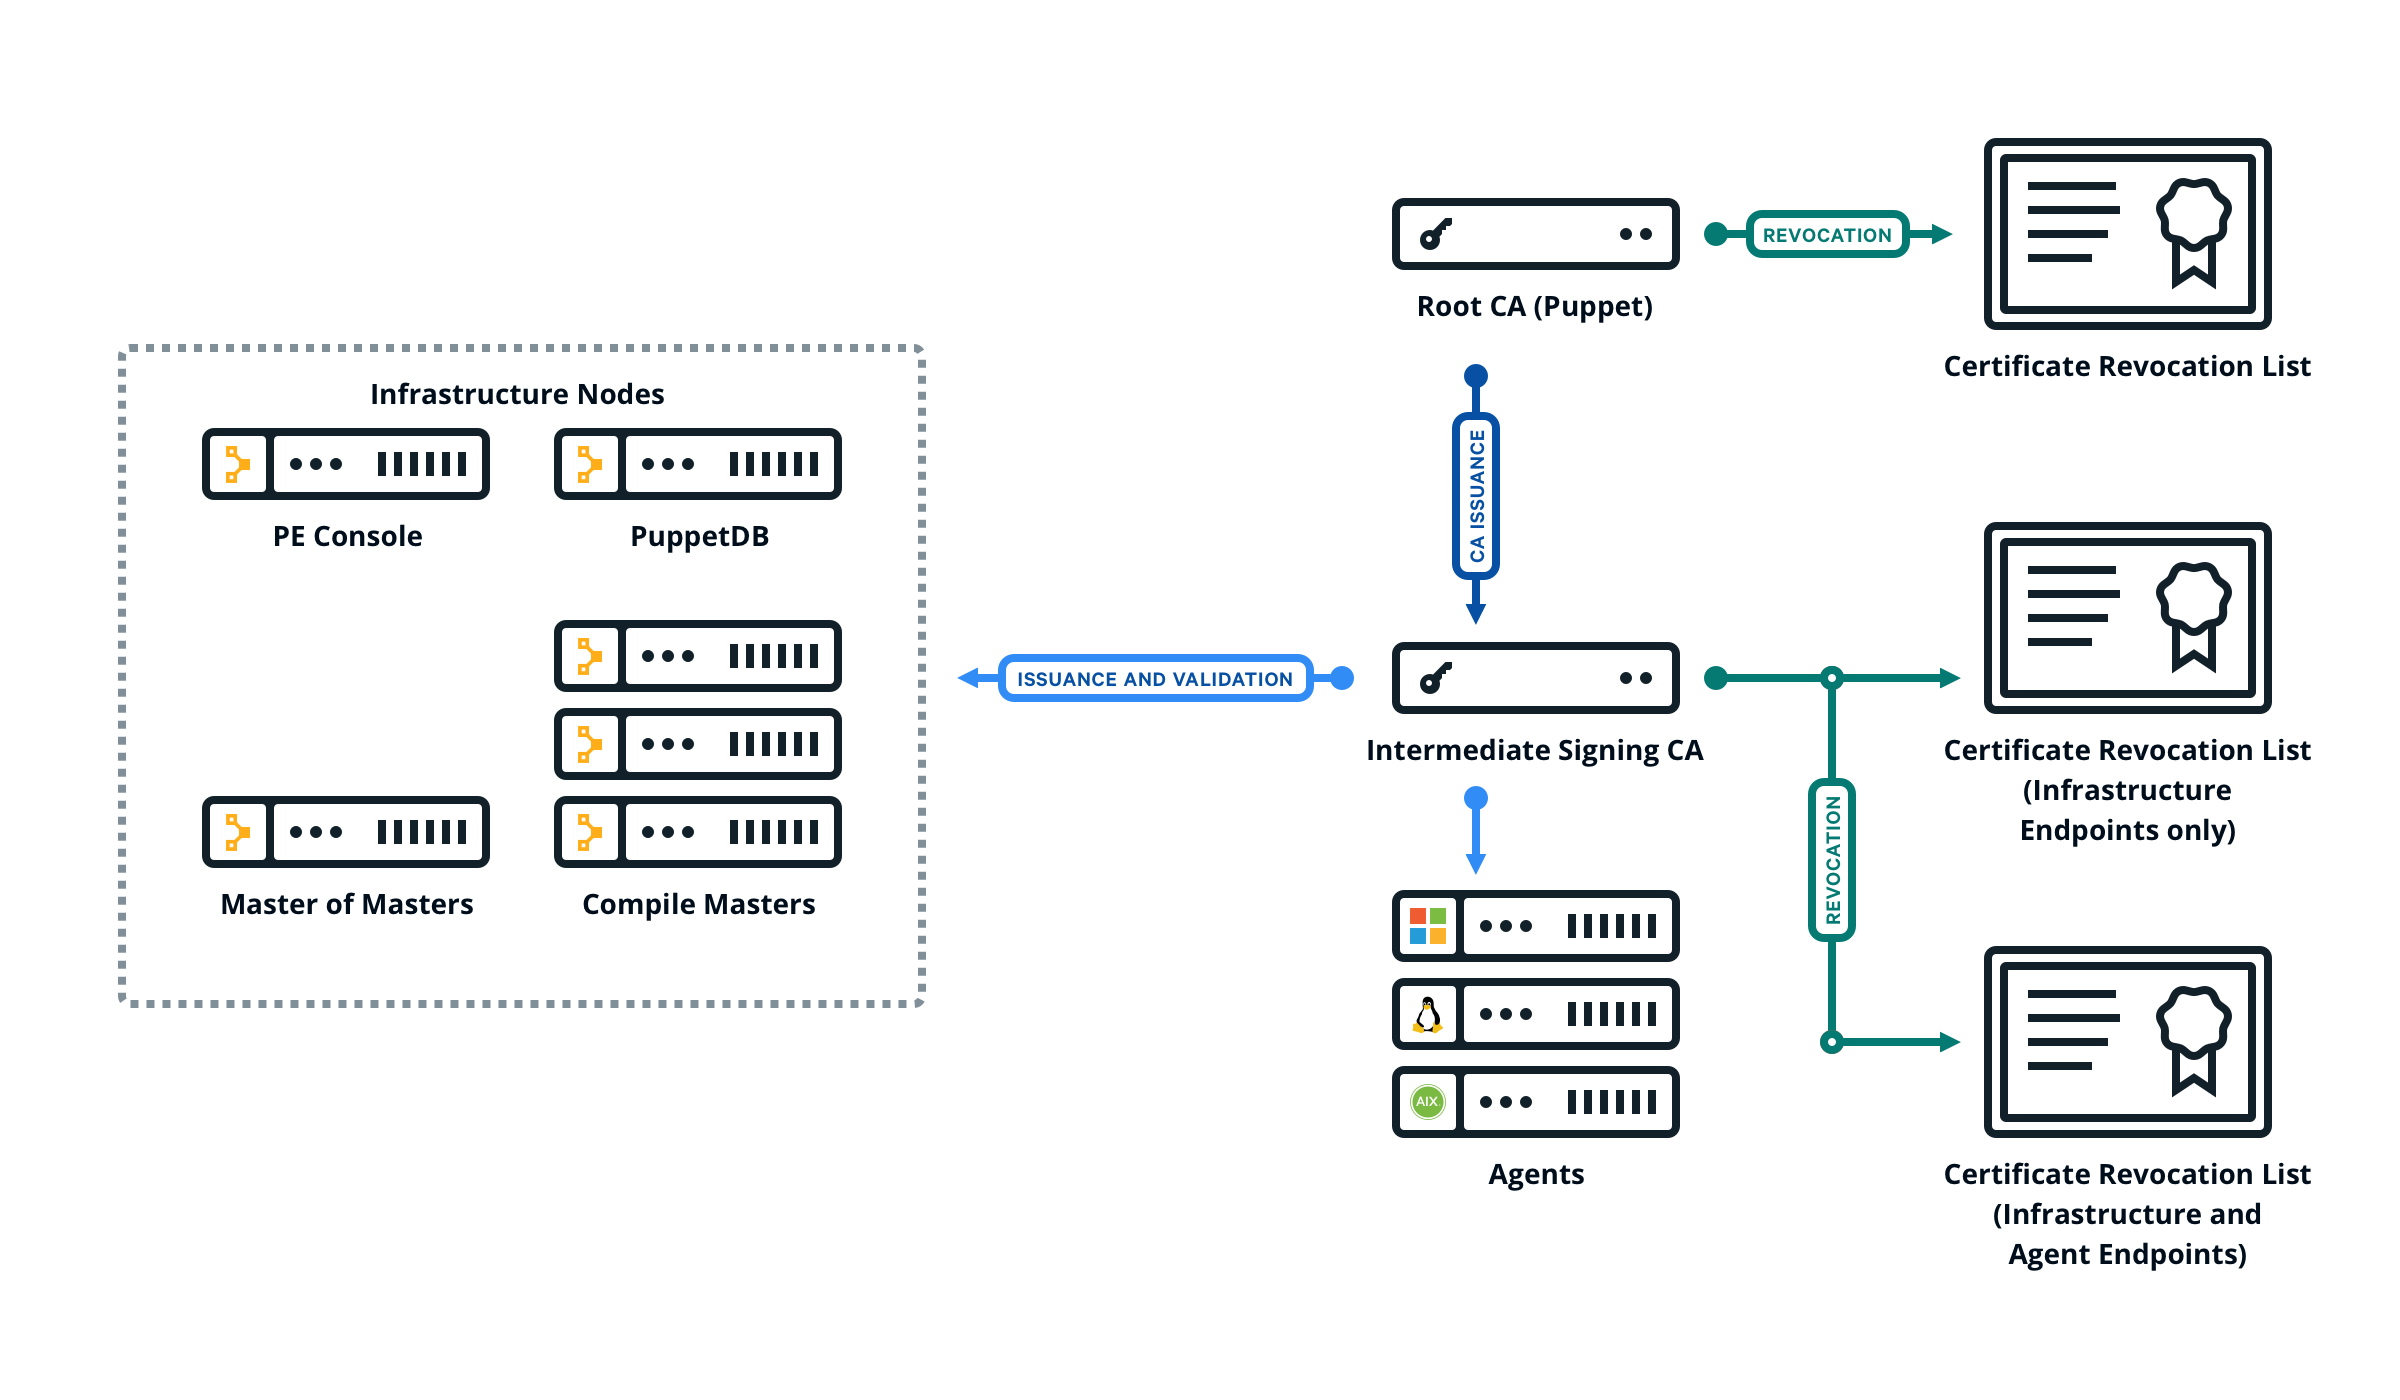 REVOCATION
Root CA (Puppet)
Certificate Revocation List
Infrastructure Nodes
PE Console
PuppetDB
CA ISSUANCE
ISSUANCE AND VALIDATION
Intermediate Signing CA
Certificate Revocation List
(Infrastructure
Endpoints only)
REVOCATION
Master of Masters
Compile Masters
AIX
Agents
Certificate Revocation List
(Infrastructure and
Agent Endpoints)